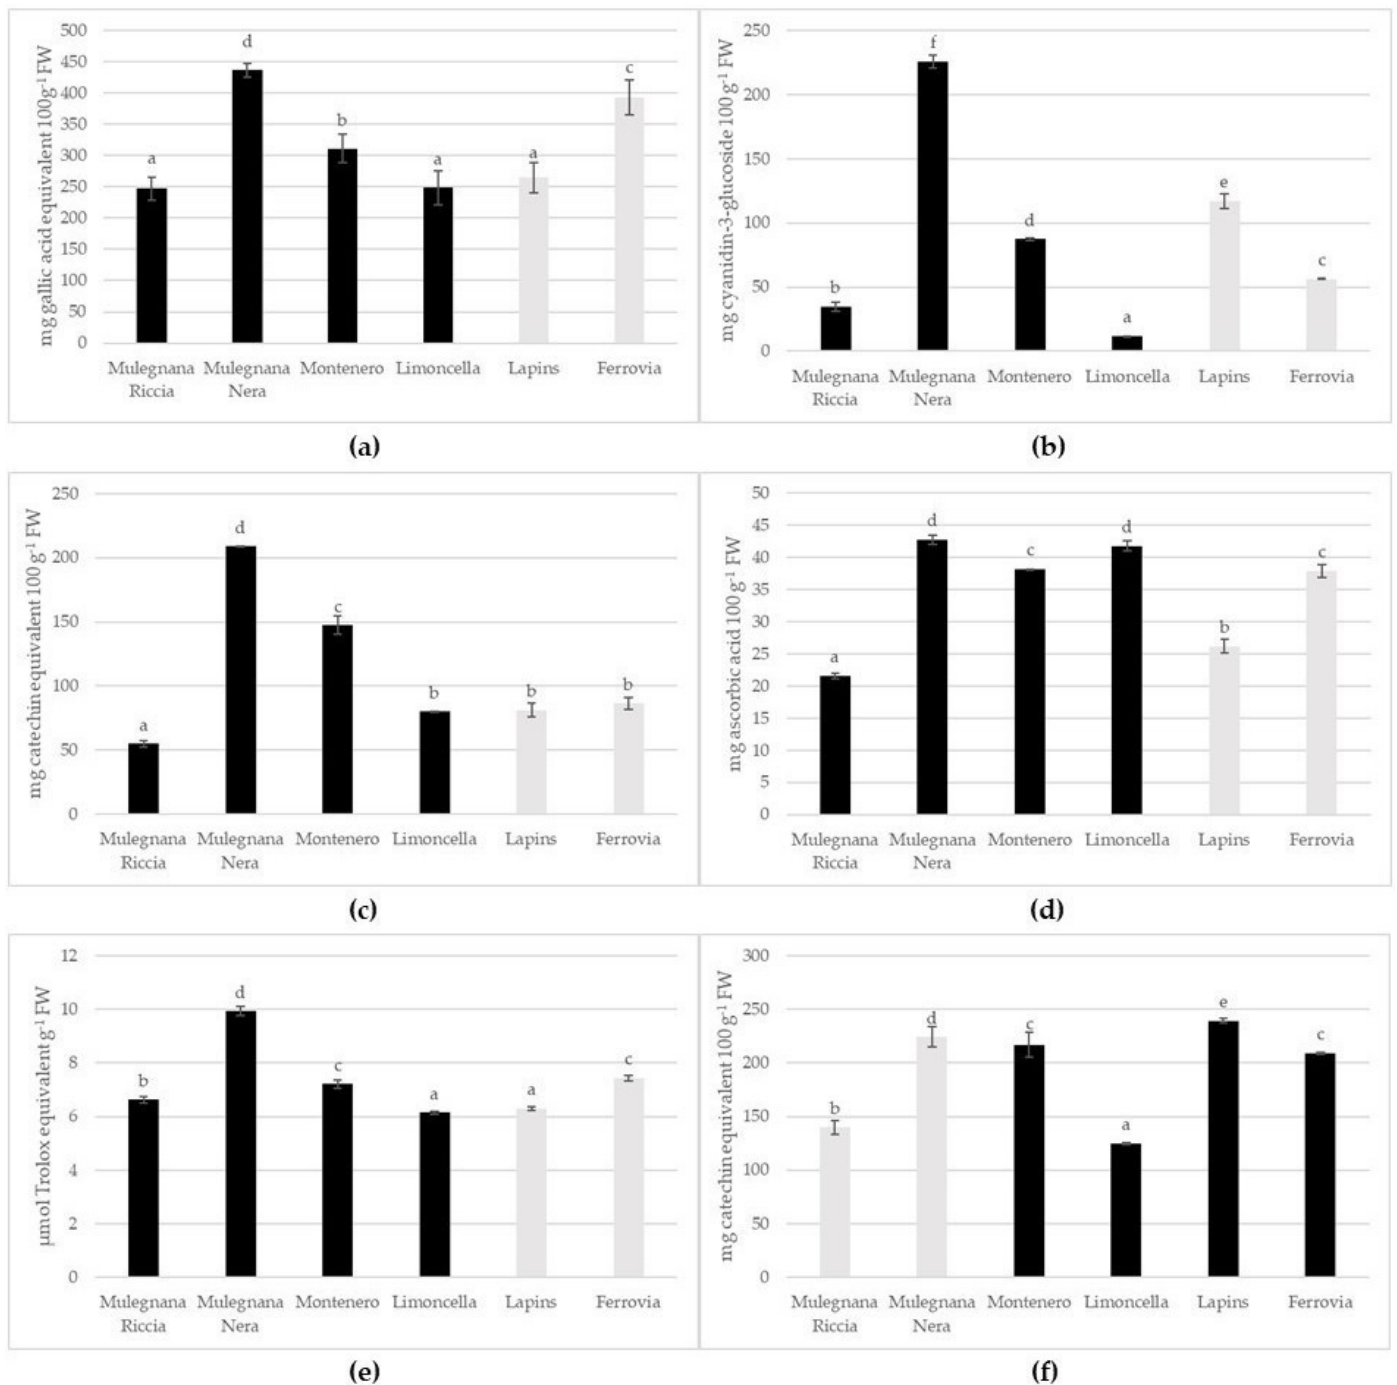 mg gallic acid equivalent 100g⁻¹ FW
500
450
400
350
300
250
200
150
100
50
0
a
d
b
a
a
c
Mulegnana Mulegnana Montenero Limoncella Lapins Ferrovia
Riccia Nera
(a)
mg cyanidin-3-glucoside 100 g⁻¹ FW
250
200
150
100
50
0
b
f
d
a
e
c
Mulegnana Mulegnana Montenero Limoncella Lapins Ferrovia
Riccia Nera
(b)
mg catechin equivalent 100 g⁻¹ FW
250
200
150
100
50
0
a
d
c
b
b
b
Mulegnana Mulegnana Montenero Limoncella Lapins Ferrovia
Riccia Nera
(c)
mg ascorbic acid 100 g⁻¹ FW
50
45
40
35
30
25
20
15
10
5
0
a
d
c
d
b
c
Mulegnana Mulegnana Montenero Limoncella Lapins Ferrovia
Riccia Nera
(d)
µmol Trolox equivalent g⁻¹ FW
12
10
8
6
4
2
0
b
d
c
a
a
c
Mulegnana Mulegnana Montenero Limoncella Lapins Ferrovia
Riccia Nera
(e)
mg catechin equivalent 100 g⁻¹ FW
300
250
200
150
100
50
0
b
d
c
a
e
c
Mulegnana Mulegnana Montenero Limoncella Lapins Ferrovia
Riccia Nera
(f)